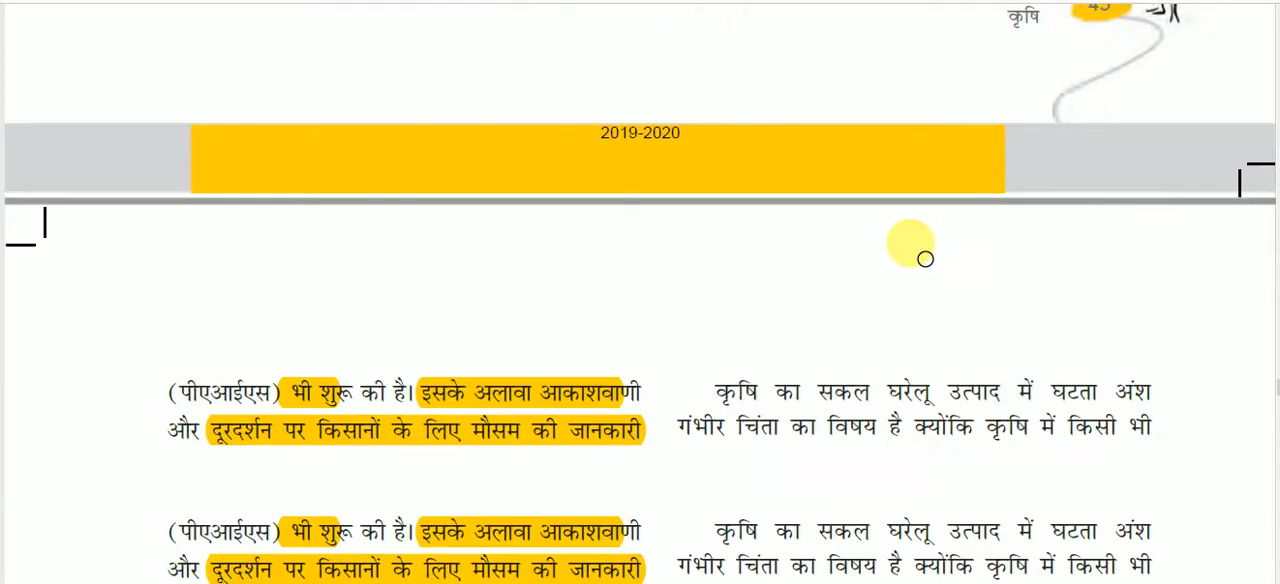 कृषि
45
2019-2020
(पीएआईएस) भी शुरू की है। इसके अलावा आकाशवाणी
और दूरदर्शन पर किसानों के लिए मौसम की जानकारी
कृषि का सकल घरेलू उत्पाद में घटता अंश
गंभीर चिंता का विषय है क्योंकि कृषि में किसी भी
(पीएआईएस) भी शुरू की है। इसके अलावा आकाशवाणी
और दूरदर्शन पर किसानों के लिए मौसम की जानकारी
कृषि का सकल घरेलू उत्पाद में घटता अंश
गंभीर चिंता का विषय है क्योंकि कृषि में किसी भी